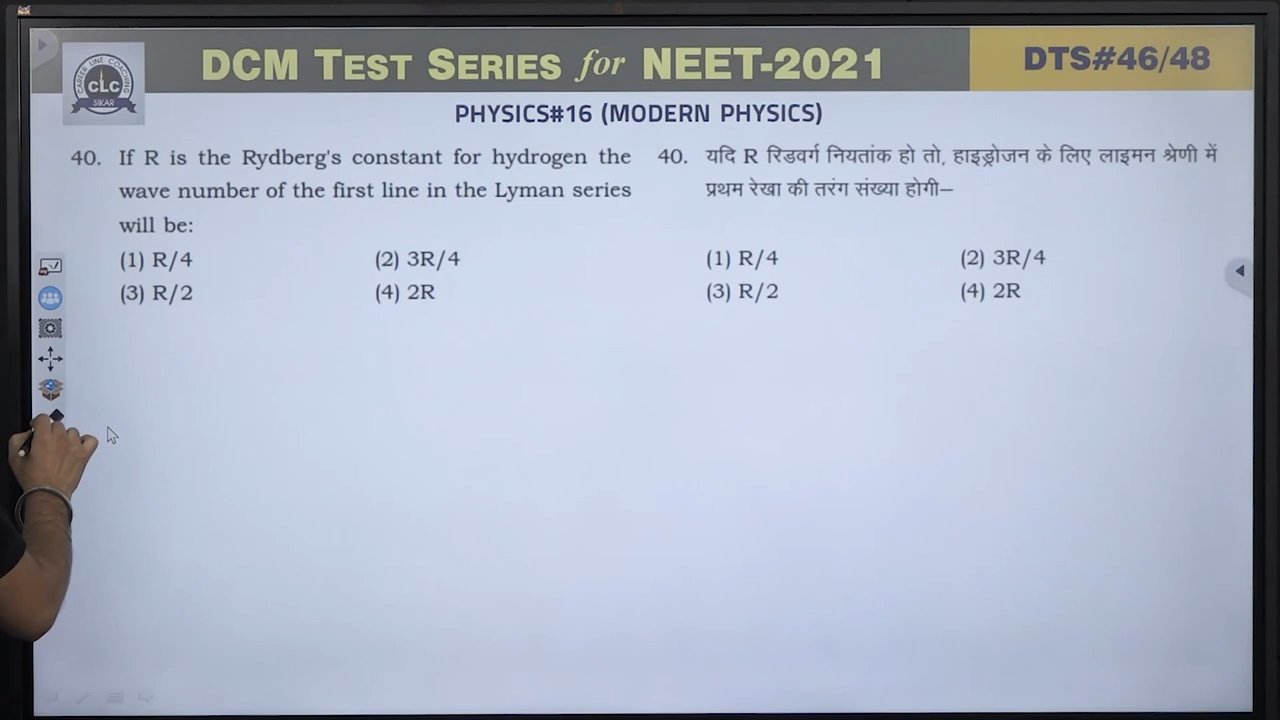 DCM TEST SERIES for NEET-2021
DTS#46/48
CAREER LINE COACHING
CLC
SIKAR
PHYSICS#16 (MODERN PHYSICS)
40. If R is the Rydberg's constant for hydrogen the
wave number of the first line in the Lyman series
will be:
(1) R/4 (2) 3R/4
(3) R/2 (4) 2R
40. यदि R रिडवर्ग नियतांक हो तो, हाइड्रोजन के लिए लाइमन श्रेणी में
प्रथम रेखा की तरंग संख्या होगी–
(1) R/4 (2) 3R/4
(3) R/2 (4) 2R